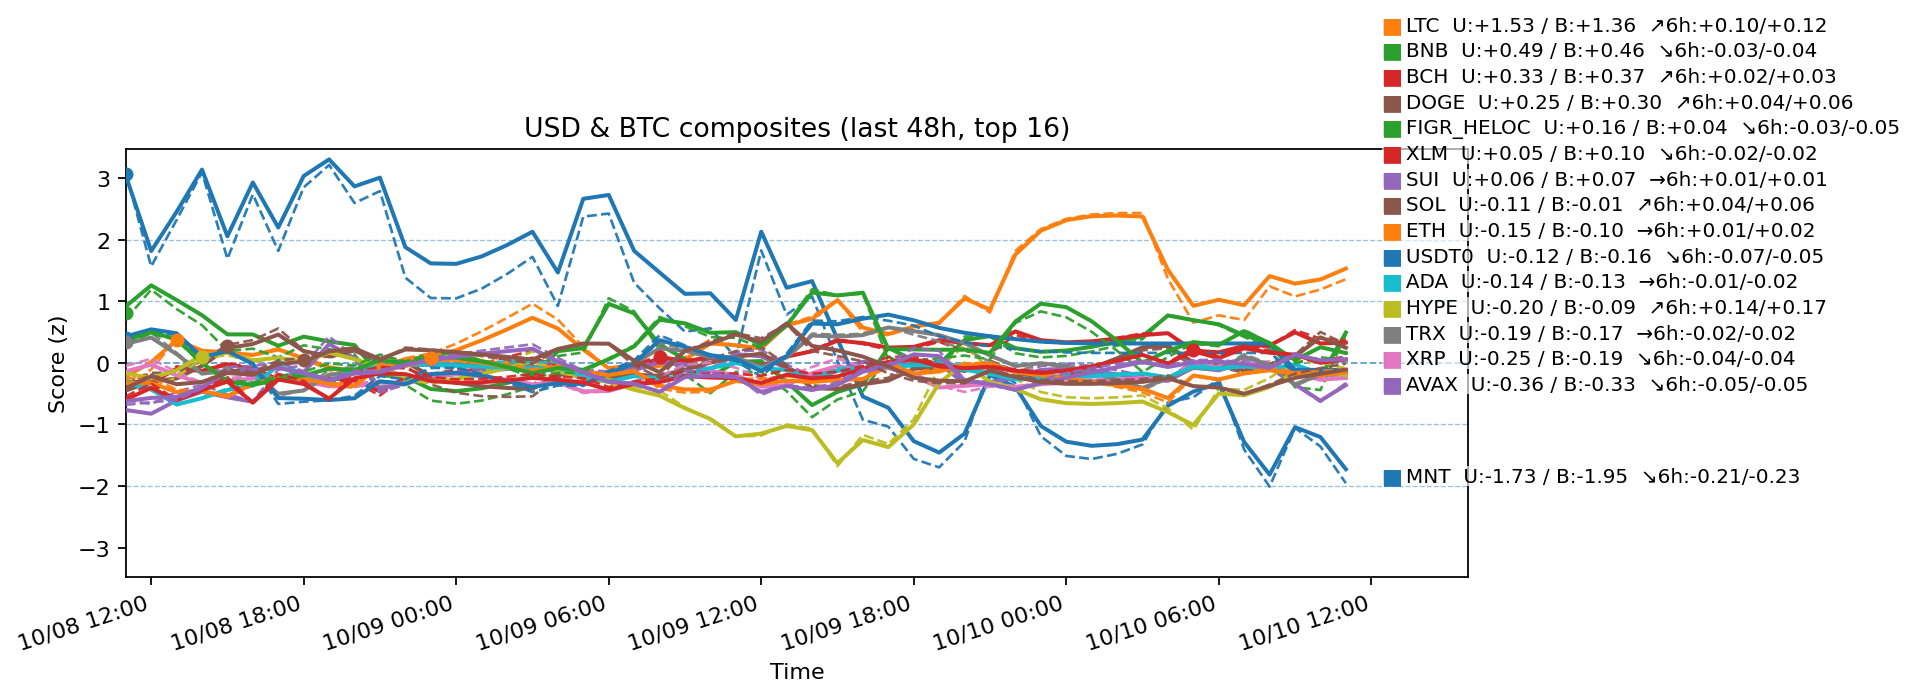 LTC U:+1.53 / B:+1.36 ↗6h:+0.10/+0.12
BNB U:+0.49 / B:+0.46 ↘6h:-0.03/-0.04
BCH U:+0.33 / B:+0.37 ↗6h:+0.02/+0.03
DOGE U:+0.25 / B:+0.30 ↗6h:+0.04/+0.06
FIGR_HELOC U:+0.16 / B:+0.04 ↘6h:-0.03/-0.05
XLM U:+0.05 / B:+0.10 ↘6h:-0.02/-0.02
SUI U:+0.06 / B:+0.07 →6h:+0.01/+0.01
SOL U:-0.11 / B:-0.01 ↗6h:+0.04/+0.06
ETH U:-0.15 / B:-0.10 →6h:+0.01/+0.02
USDT0 U:-0.12 / B:-0.16 ↘6h:-0.07/-0.05
ADA U:-0.14 / B:-0.13 →6h:-0.01/-0.02
HYPE U:-0.20 / B:-0.09 ↗6h:+0.14/+0.17
TRX U:-0.19 / B:-0.17 →6h:-0.02/-0.02
XRP U:-0.25 / B:-0.19 ↘6h:-0.04/-0.04
AVAX U:-0.36 / B:-0.33 ↘6h:-0.05/-0.05
MNT U:-1.73 / B:-1.95 ↘6h:-0.21/-0.23
USD & BTC composites (last 48h, top 16)
Score (z)
3
2
1
0
−1
−2
−3
10/08 12:00
10/08 18:00
10/09 00:00
10/09 06:00
10/09 12:00
10/09 18:00
10/10 00:00
10/10 06:00
10/10 12:00
Time